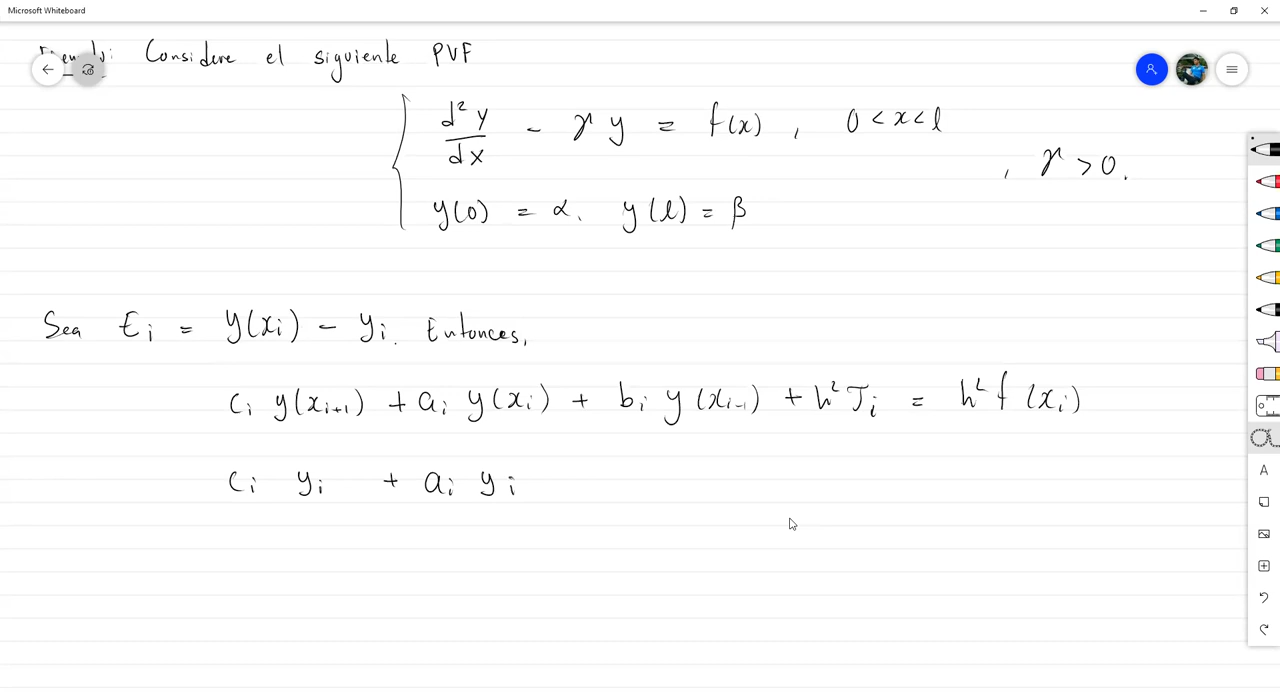 Microsoft Whiteboard
Considere el siguiente PVF
d²y/dx - γ y = f(x), 0 < x < l
, γ > 0.
y(0) = α. y(l) = β
Sea Eᵢ = y(xᵢ) - yᵢ. Entonces,
cᵢ y(xᵢ₊₁) + aᵢ y(xᵢ) + bᵢ y(xᵢ₋₁) + h² Tᵢ = h² f(xᵢ)
cᵢ yᵢ + aᵢ yᵢ